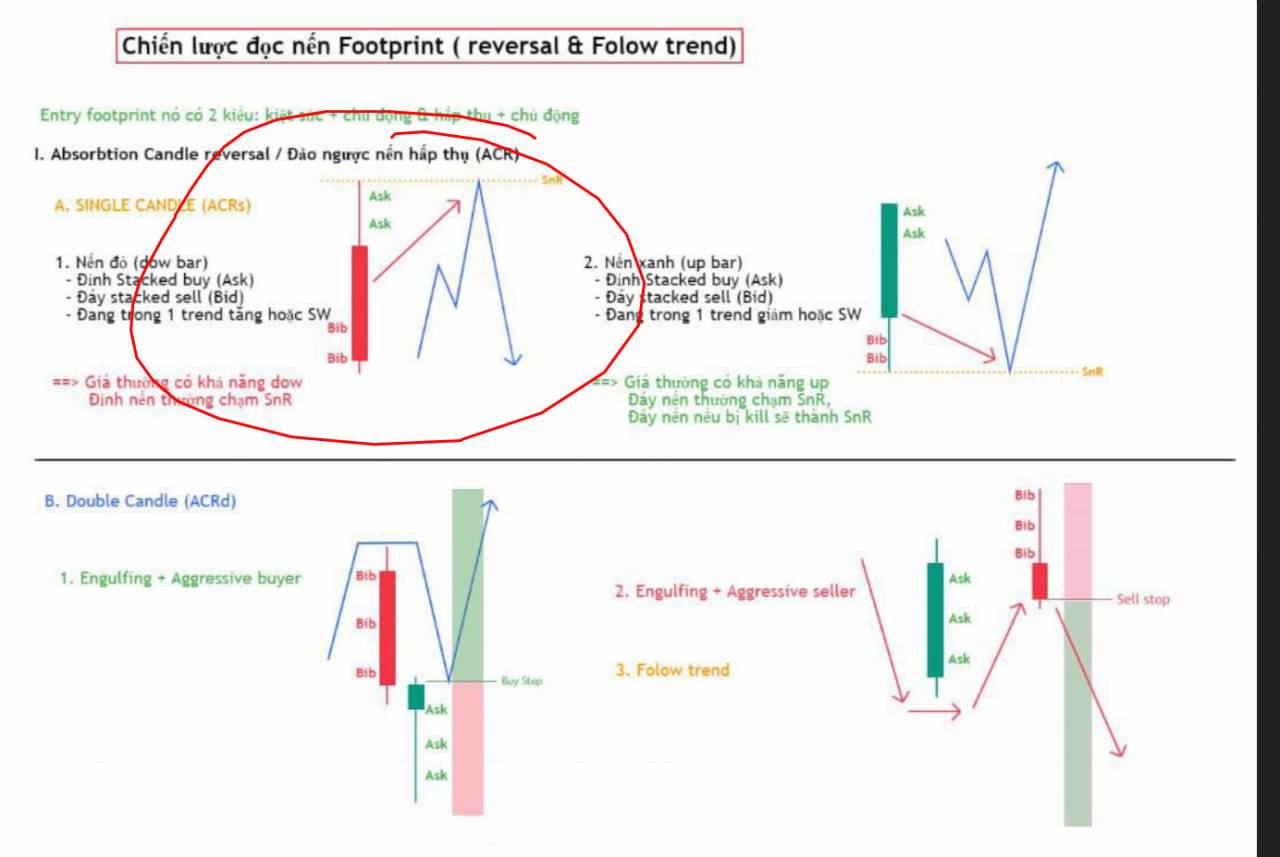 Chiến lược đọc nến Footprint ( reversal & Folow trend)
Entry footprint nó có 2 kiểu: kiệt sức + chủ động & hấp thụ + chủ động
I. Absorbtion Candle reversal / Đảo ngược nến hấp thụ (ACR)
A. SINGLE CANDLE (ACRs)
1. Nến đỏ (dow bar)
- Đỉnh Stacked buy (Ask)
- Đáy stacked sell (Bid)
- Đang trong 1 trend tăng hoặc SW
==> Giá thường có khả năng dow
Đỉnh nến thường chạm SnR
SnR
Ask
Ask
Bib
Bib
2. Nến xanh (up bar)
- Đỉnh Stacked buy (Ask)
- Đáy stacked sell (Bid)
- Đang trong 1 trend giảm hoặc SW
==> Giá thường có khả năng up
Đáy nến thường chạm SnR,
Đáy nến nếu bị kill sẽ thành SnR
Ask
Ask
Bib
Bib
SnR
B. Double Candle (ACRd)
1. Engulfing + Aggressive buyer
Bib
Bib
Bib
Buy Stop
Ask
Ask
Ask
2. Engulfing + Aggressive seller
3. Folow trend
Ask
Ask
Ask
Bib
Bib
Bib
Sell stop